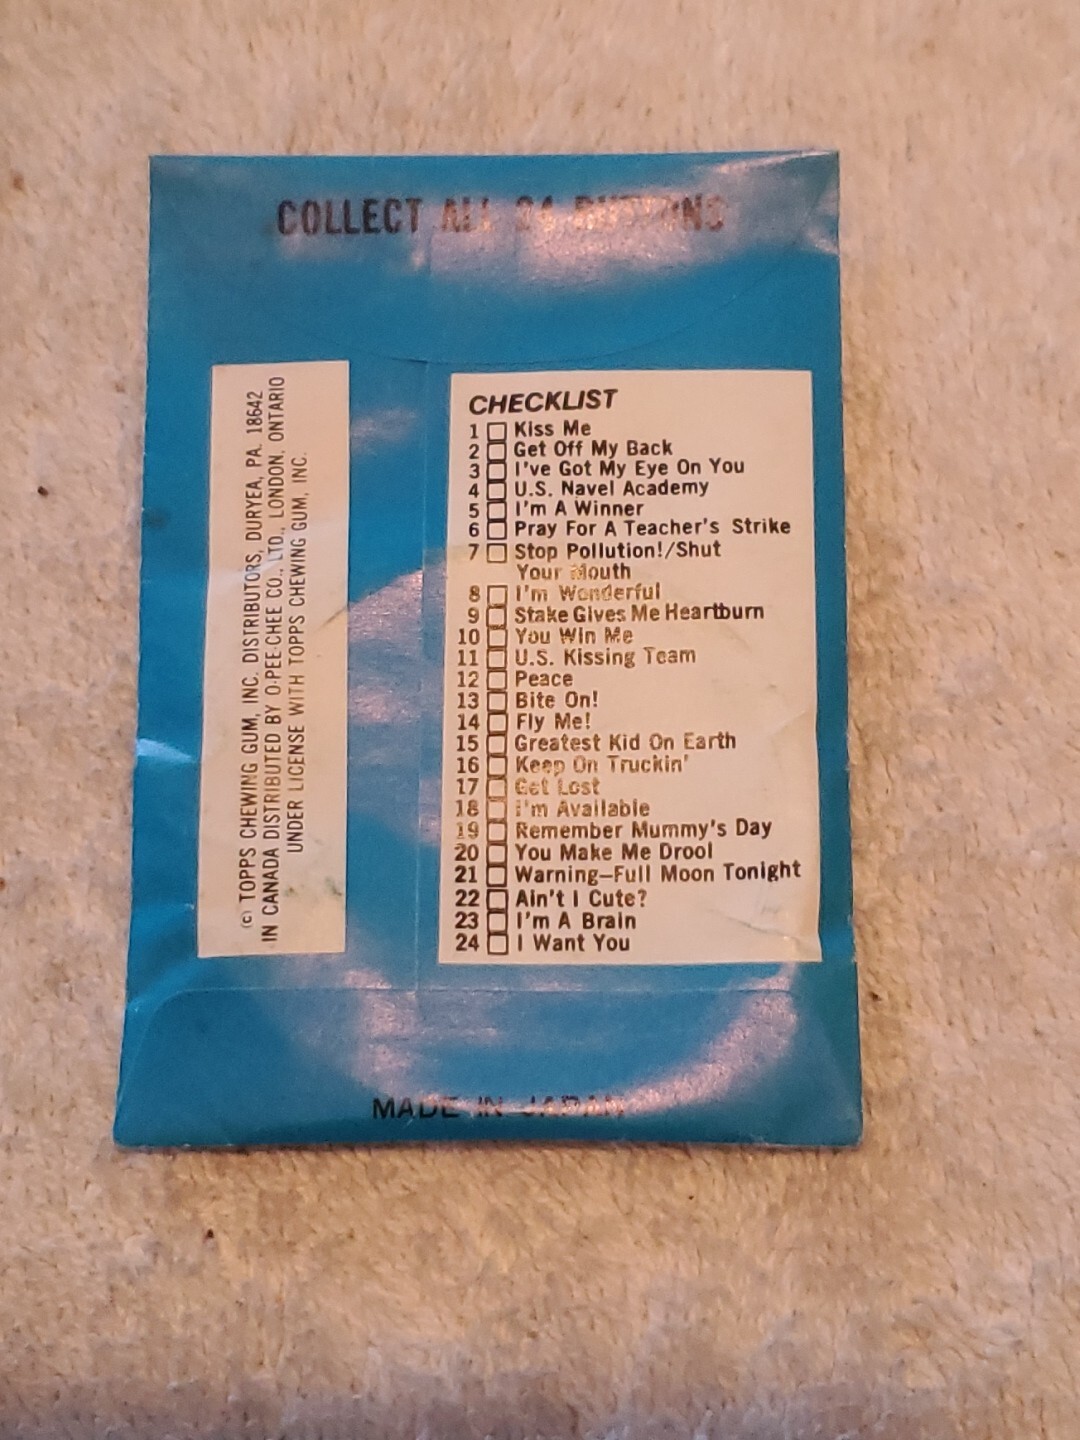 COLLECT ALL 24 BUTTONS
(c) TOPPS CHEWING GUM, INC. DISTRIBUTORS, DURYEA, PA. 18642
IN CANADA DISTRIBUTED BY O-PEE-CHEE CO., LTD., LONDON, ONTARIO
UNDER LICENSE WITH TOPPS CHEWING GUM, INC.
CHECKLIST
1 Kiss Me
2 Get Off My Back
3 I've Got My Eye On You
4 U.S. Navel Academy
5 I'm A Winner
6 Pray For A Teacher's Strike
7 Stop Pollution!/Shut
Your Mouth
8 I'm Wonderful
9 Stake Gives Me Heartburn
10 You Win Me
11 U.S. Kissing Team
12 Peace
13 Bite On!
14 Fly Me!
15 Greatest Kid On Earth
16 Keep On Truckin'
17 Get Lost
18 I'm Available
19 Remember Mummy's Day
20 You Make Me Drool
21 Warning–Full Moon Tonight
22 Ain't I Cute?
23 I'm A Brain
24 I Want You
MADE IN JAPAN